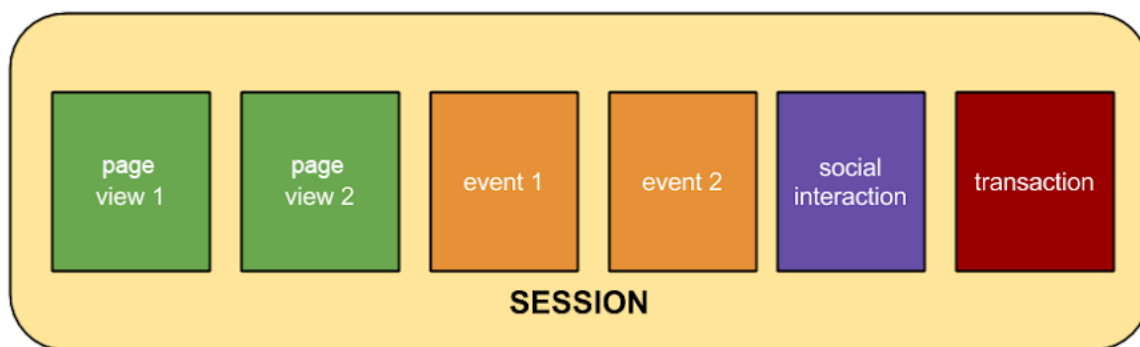 page
view 1
page
view 2
event 1
event 2
social
interaction
transaction
SESSION